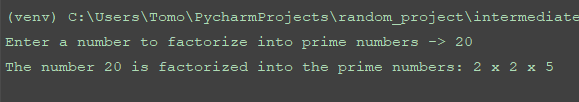 (venv) C:\Users\Tomo\PycharmProjects\random_project\intermediate
Enter a number to factorize into prime numbers -> 20
The number 20 is factorized into the prime numbers: 2 x 2 x 5